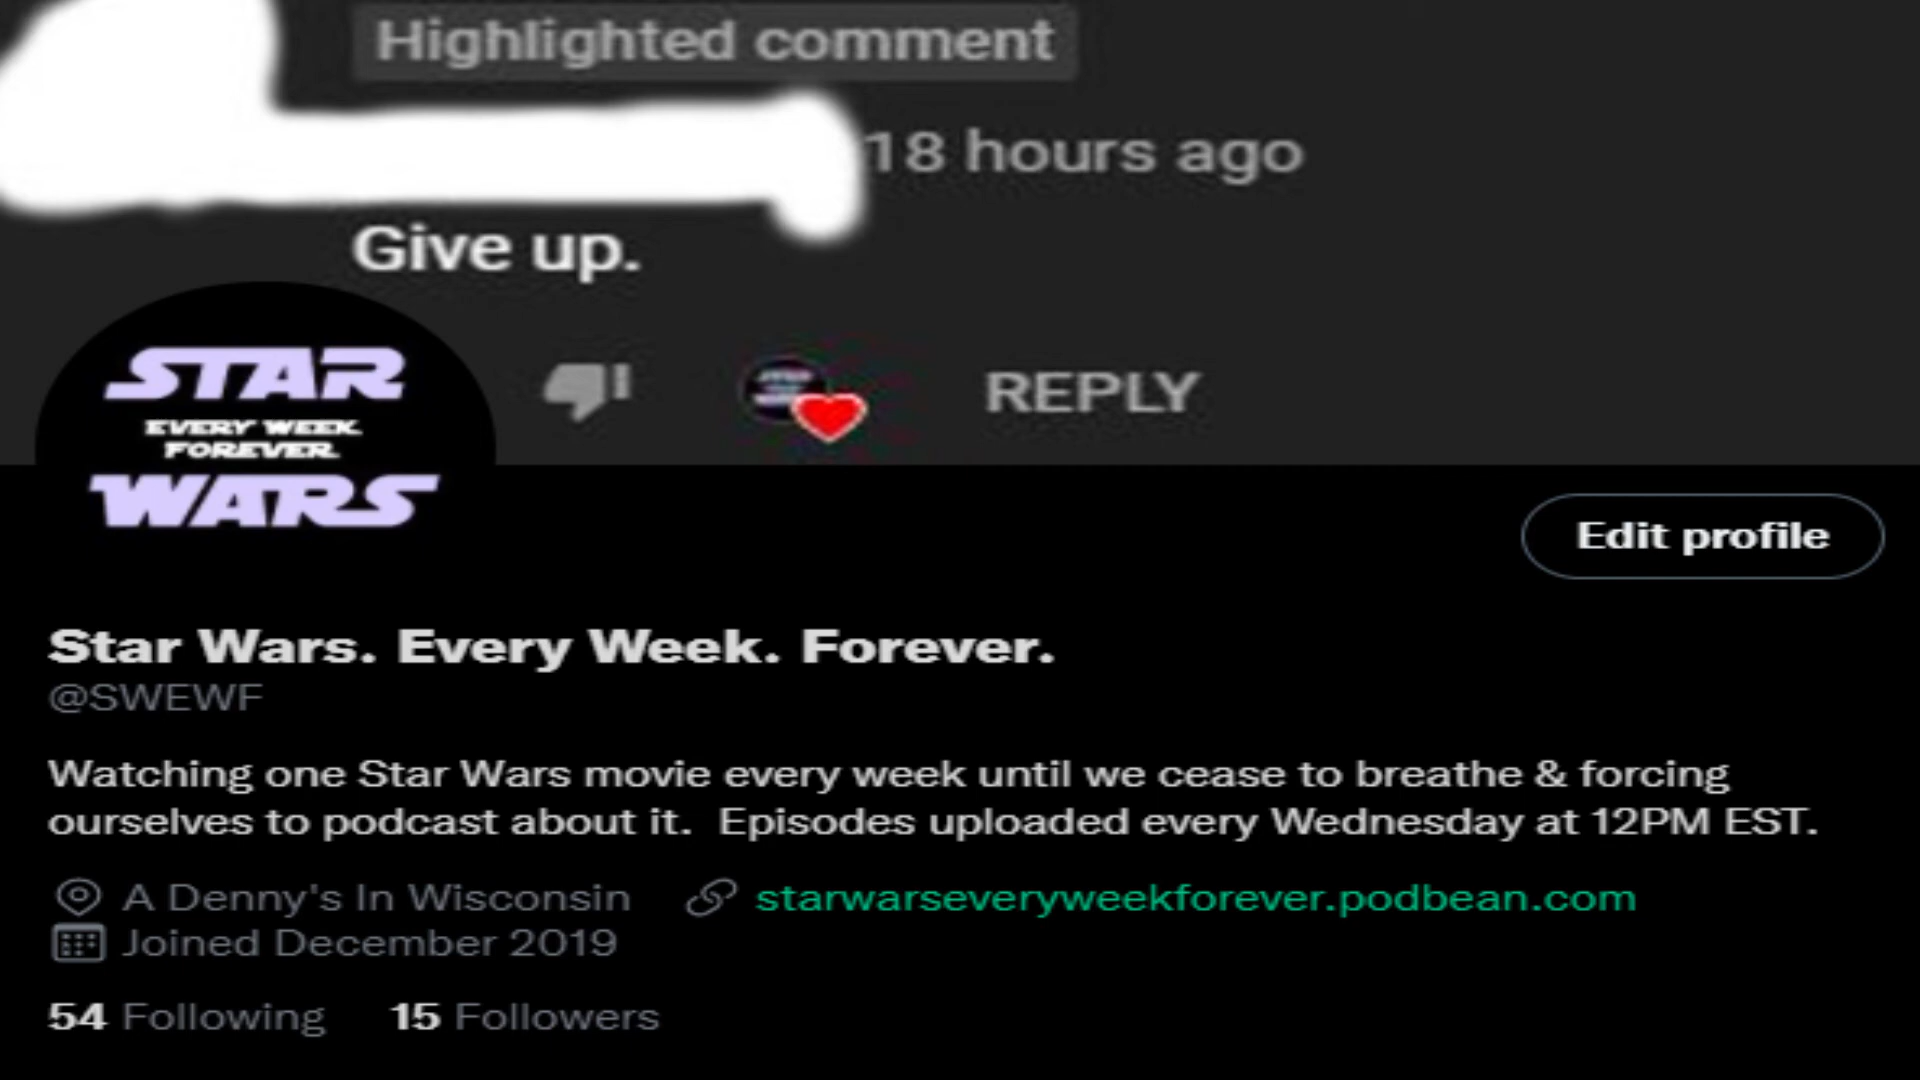 Highlighted comment
18 hours ago
Give up.
STAR
EVERY WEEK
FOREVER
WARS
REPLY
Edit profile
Star Wars. Every Week. Forever.
@SWEWF
Watching one Star Wars movie every week until we cease to breathe & forcing
ourselves to podcast about it. Episodes uploaded every Wednesday at 12PM EST.
A Denny's In Wisconsin starwarseveryweekforever.podbean.com
Joined December 2019
54 Following 15 Followers